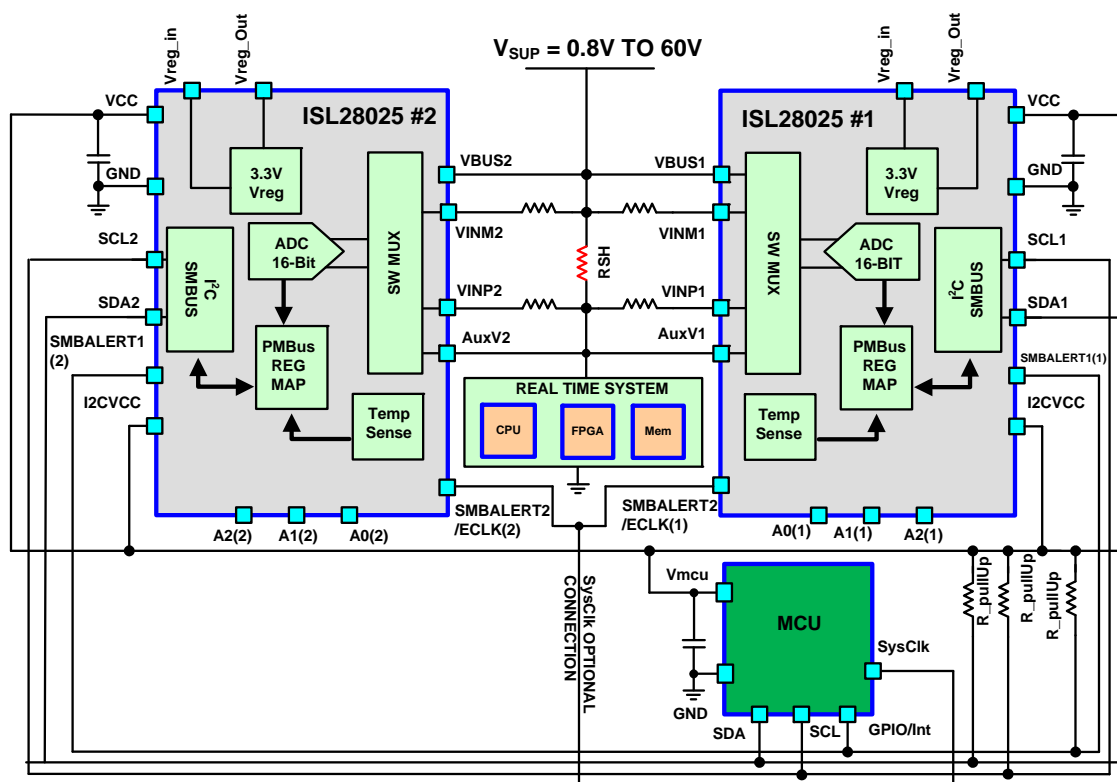 Vreg_in
Vreg_Out
VSUP = 0.8V TO 60V
Vreg_in
Vreg_Out
VCC
ISL28025 #2
ISL28025 #1
VCC
GND
3.3V
Vreg
VBUS2
VBUS1
3.3V
Vreg
GND
SCL2
ADC
16-Bit
SW MUX
VINM2
RSH
VINM1
SW MUX
ADC
16-BIT
SCL1
I²C
SMBUS
I²C
SMBUS
SDA2
VINP2
VINP1
SDA1
SMBALERT1
(2)
PMBus
REG
MAP
AuxV2
AuxV1
PMBus
REG
MAP
SMBALERT1(1)
I2CVCC
Temp
Sense
REAL TIME SYSTEM
CPU
FPGA
Mem
Temp
Sense
I2CVCC
SMBALERT2
/ECLK(2)
SMBALERT2
/ECLK(1)
A2(2)
A1(2)
A0(2)
A0(1)
A1(1)
A2(1)
SysClk OPTIONAL
CONNECTION
Vmcu
MCU
SysClk
R_pullUp
R_pullUp
R_pullUp
GND
SDA
SCL
GPIO/Int